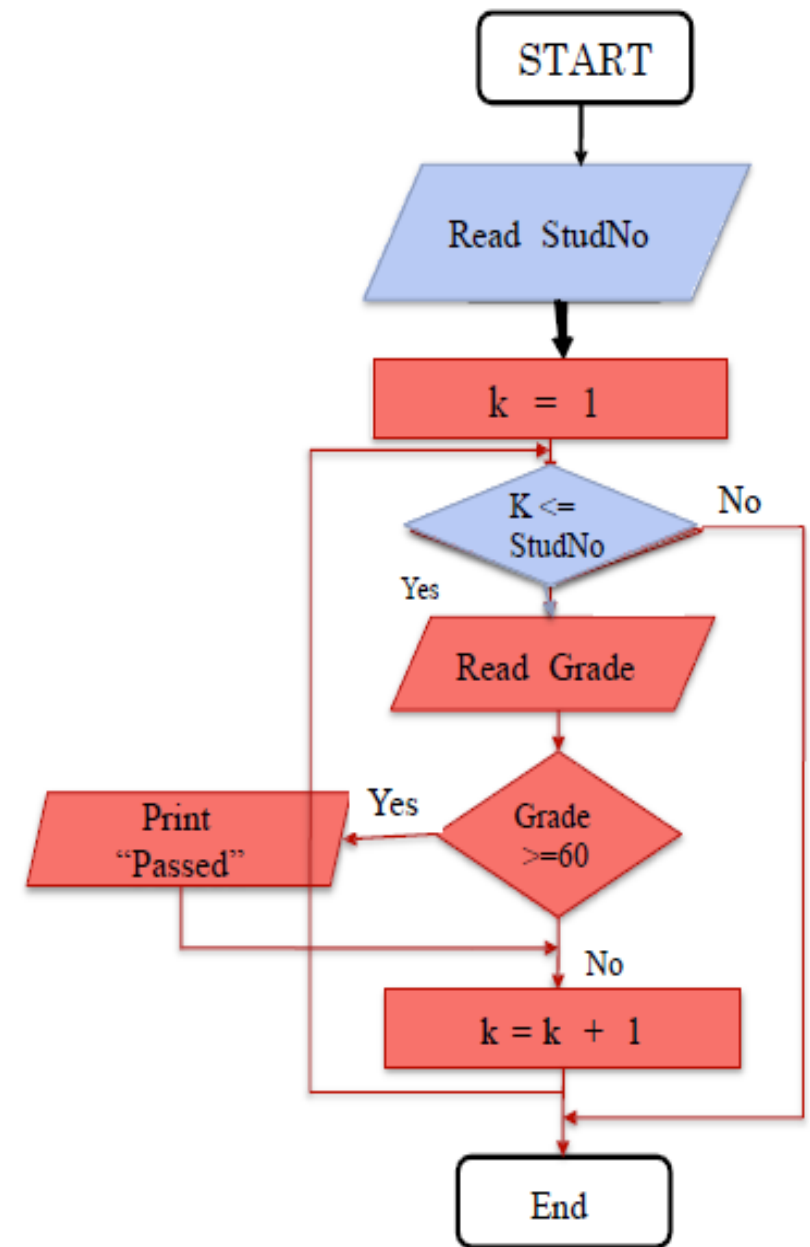 START
Read StudNo
k = 1
K <=
StudNo
No
Yes
Read Grade
Grade
>=60
Yes
Print
“Passed”
No
k = k + 1
End